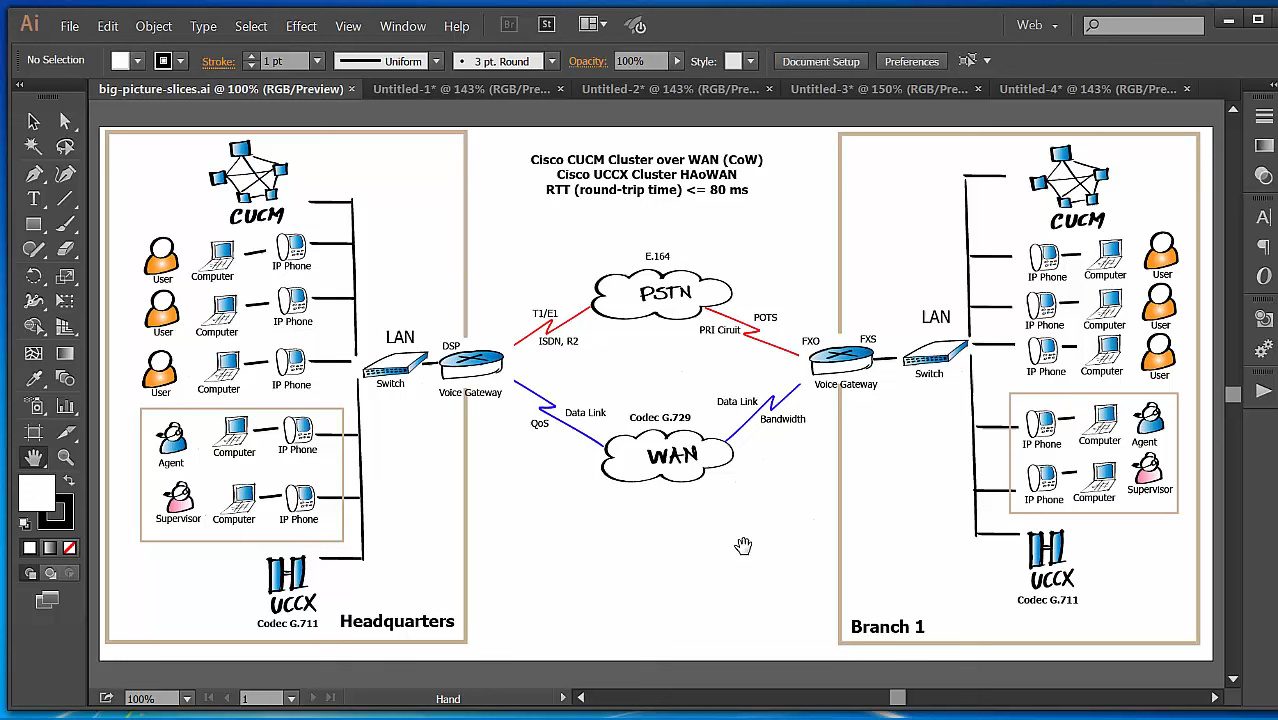 Ai File Edit Object Type Select Effect View Window Help Br St Web
No Selection Stroke: 1 pt Uniform 3 pt. Round Opacity: 100% Style: Document Setup Preferences
big-picture-slices.ai @ 100% (RGB/Preview) × Untitled-1* @ 143% (RGB/Pre... × Untitled-2* @ 143% (RGB/Pre... × Untitled-3* @ 150% (RGB/Pre... × Untitled-4* @ 143% (RGB/Pre... ×
Cisco CUCM Cluster over WAN (CoW)
Cisco UCCX Cluster HAoWAN
RTT (round-trip time) <= 80 ms
CUCM
User Computer IP Phone
User Computer IP Phone
User Computer IP Phone
Agent Computer IP Phone
Supervisor Computer IP Phone
UCCX
Codec G.711
Headquarters
LAN
Switch
DSP
Voice Gateway
T1/E1
ISDN, R2
E.164
PSTN
POTS
PRI Ciruit
Data Link
QoS
Codec G.729
WAN
Data Link
Bandwidth
FXO FXS
Voice Gateway
LAN
Switch
CUCM
IP Phone Computer User
IP Phone Computer User
IP Phone Computer User
IP Phone Computer Agent
IP Phone Computer Supervisor
UCCX
Codec G.711
Branch 1
100% 1 Hand